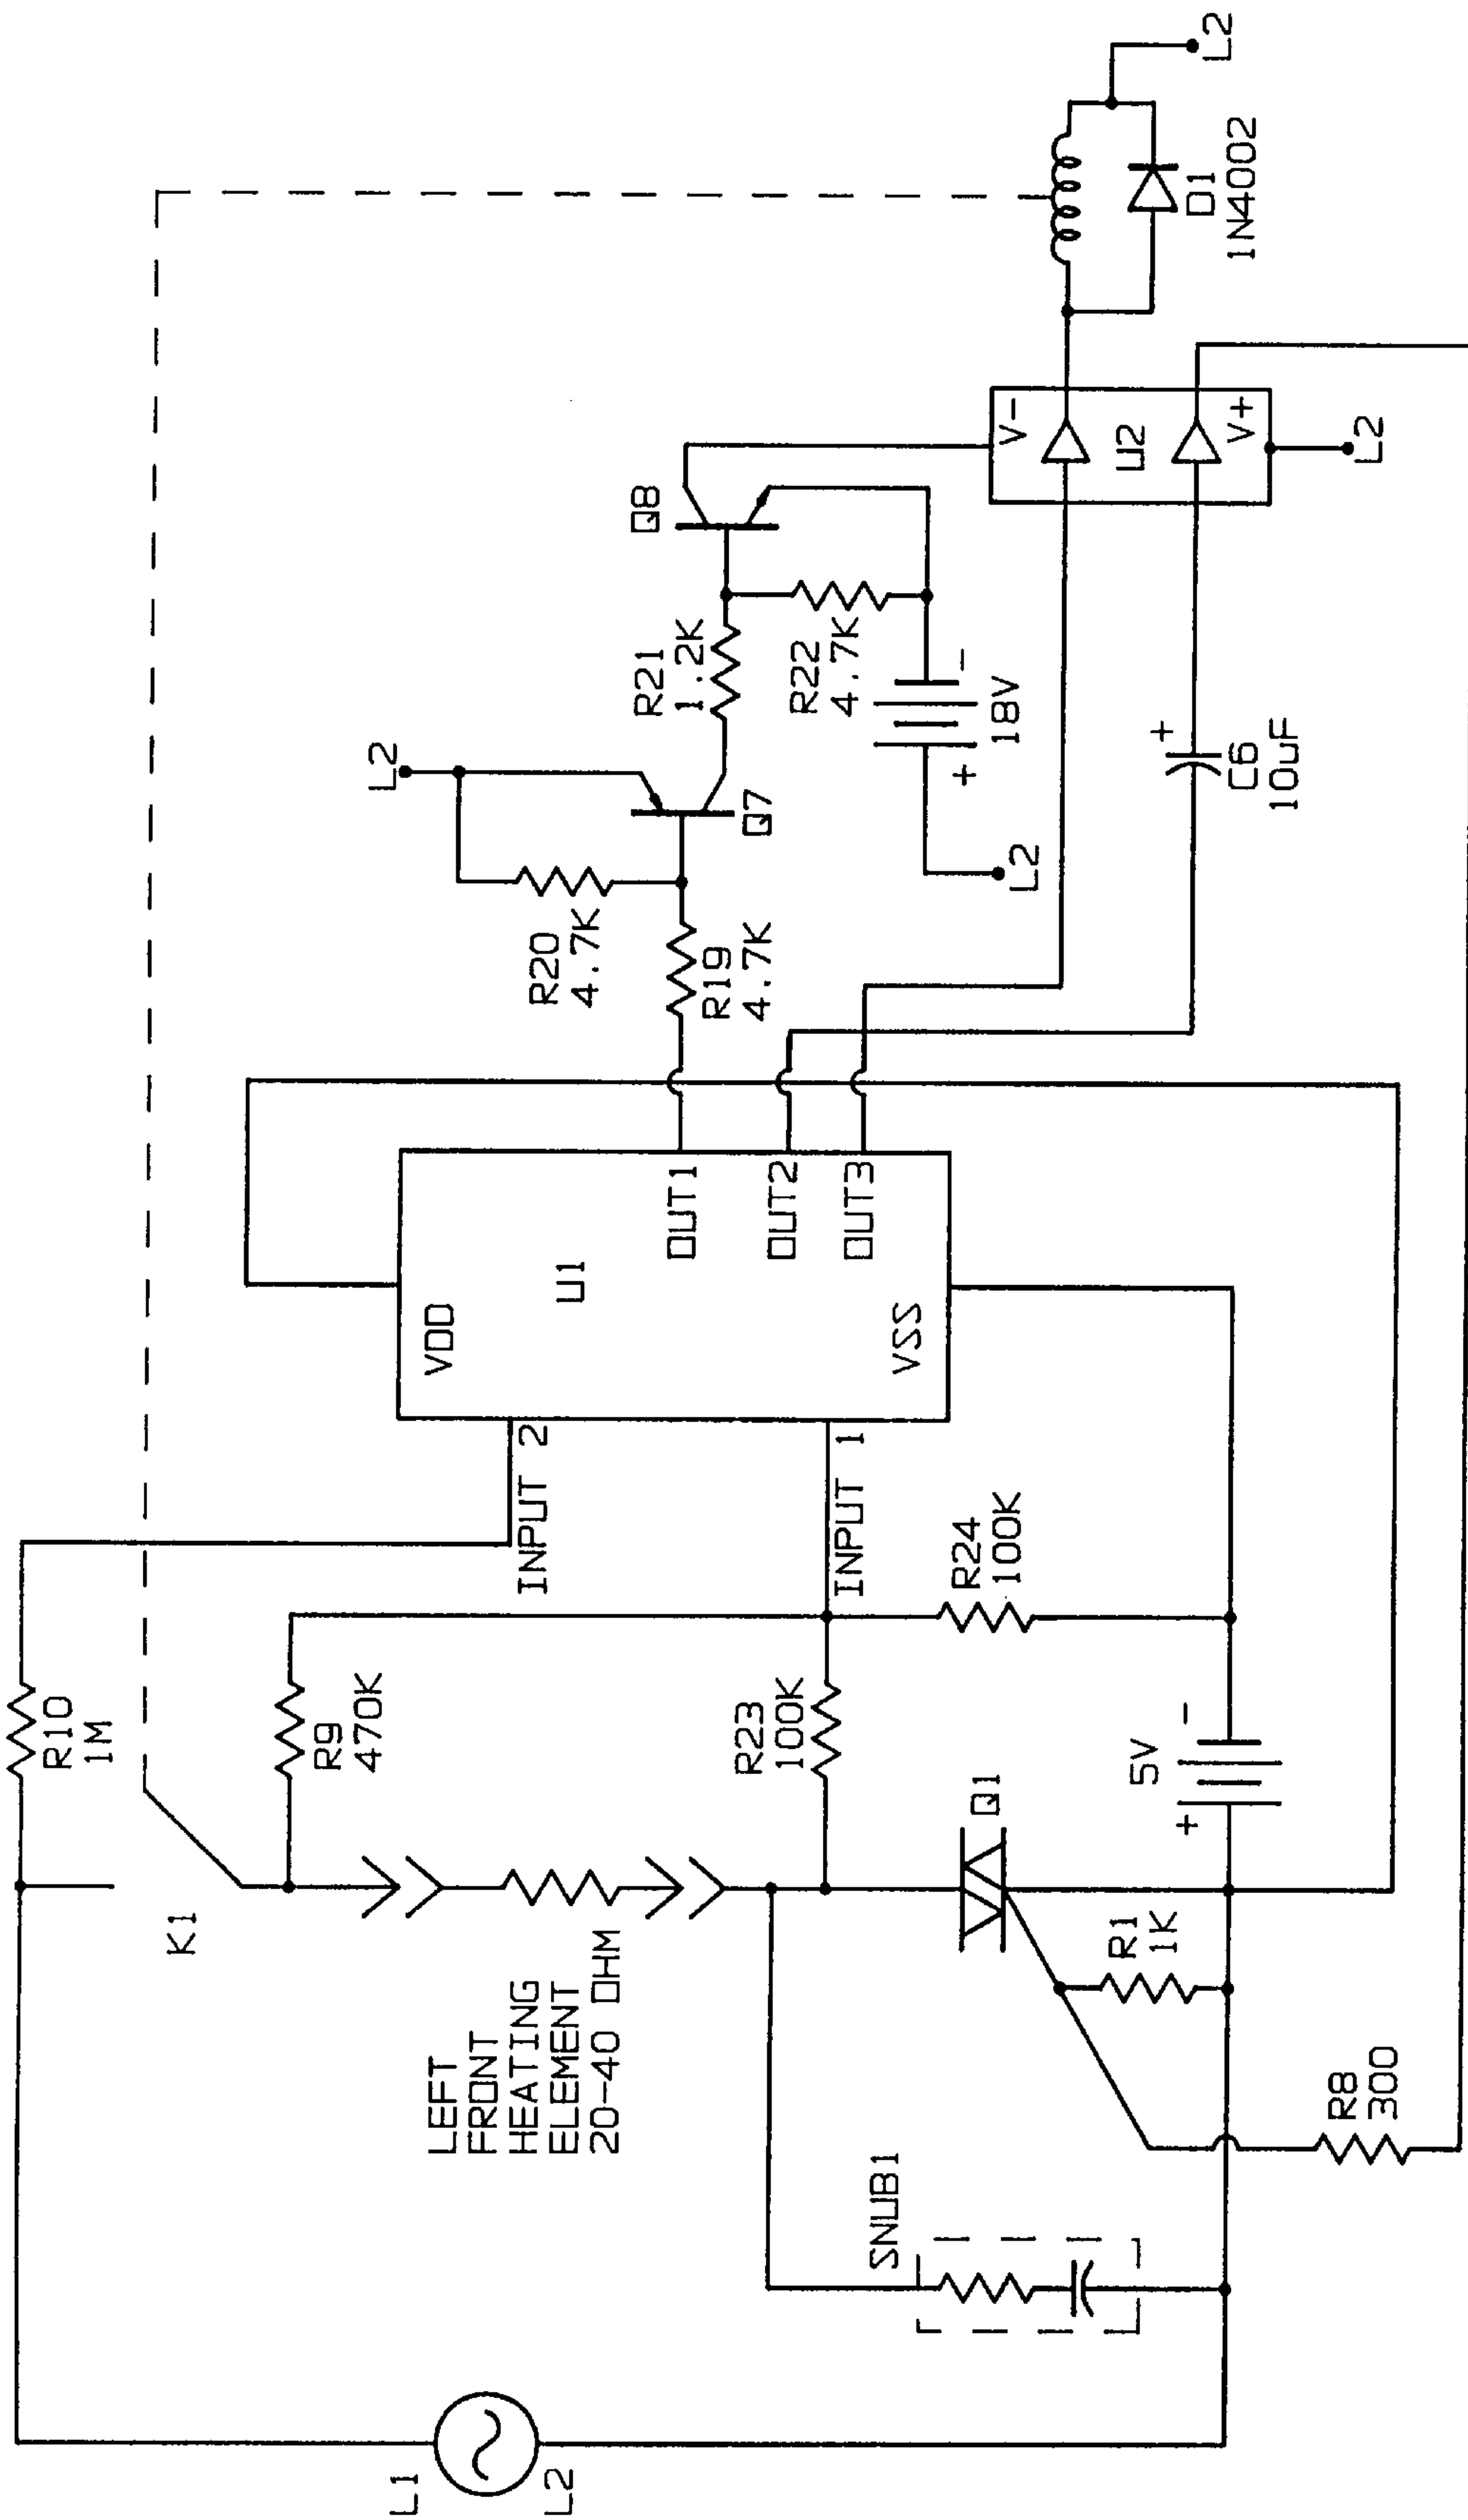 L1
L2
K1
R10
1M
R9
470K
LEFT
FRONT
HEATING
ELEMENT
20-40 OHM
SNUB1
R23
100K
Q1
R1
1K
R8
300
5V
+
-
R24
100K
INPUT 2
INPUT 1
VDD
U1
VSS
OUT1
OUT2
OUT3
R20
4.7K
R19
4.7K
L2
Q7
R21
1.2K
Q8
R22
4.7K
18V
+
-
L2
+
C6
10uF
V-
U2
V+
L2
D1
1N4002
L2